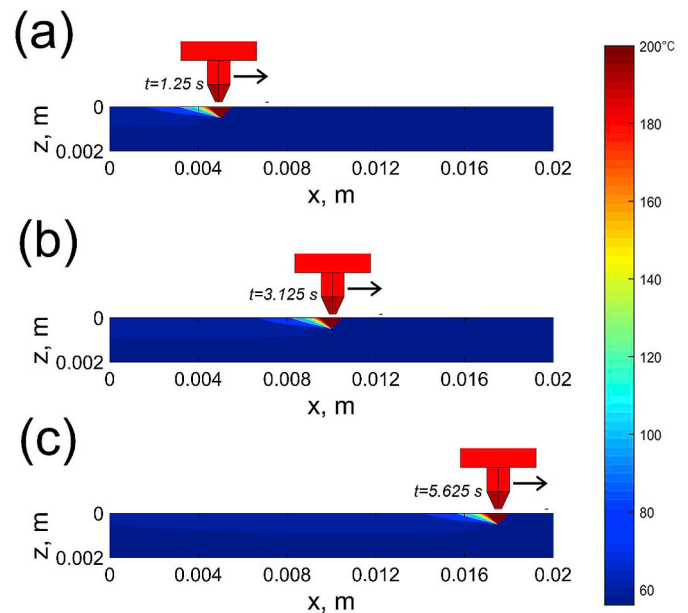 (a)
t=1.25 s
z, m
0
0.002
0 0.004 0.008 0.012 0.016 0.02
x, m
(b)
t=3.125 s
z, m
0
0.002
0 0.004 0.008 0.012 0.016 0.02
x, m
(c)
t=5.625 s
z, m
0
0.002
0 0.004 0.008 0.012 0.016 0.02
x, m
200°C
180
160
140
120
100
80
60